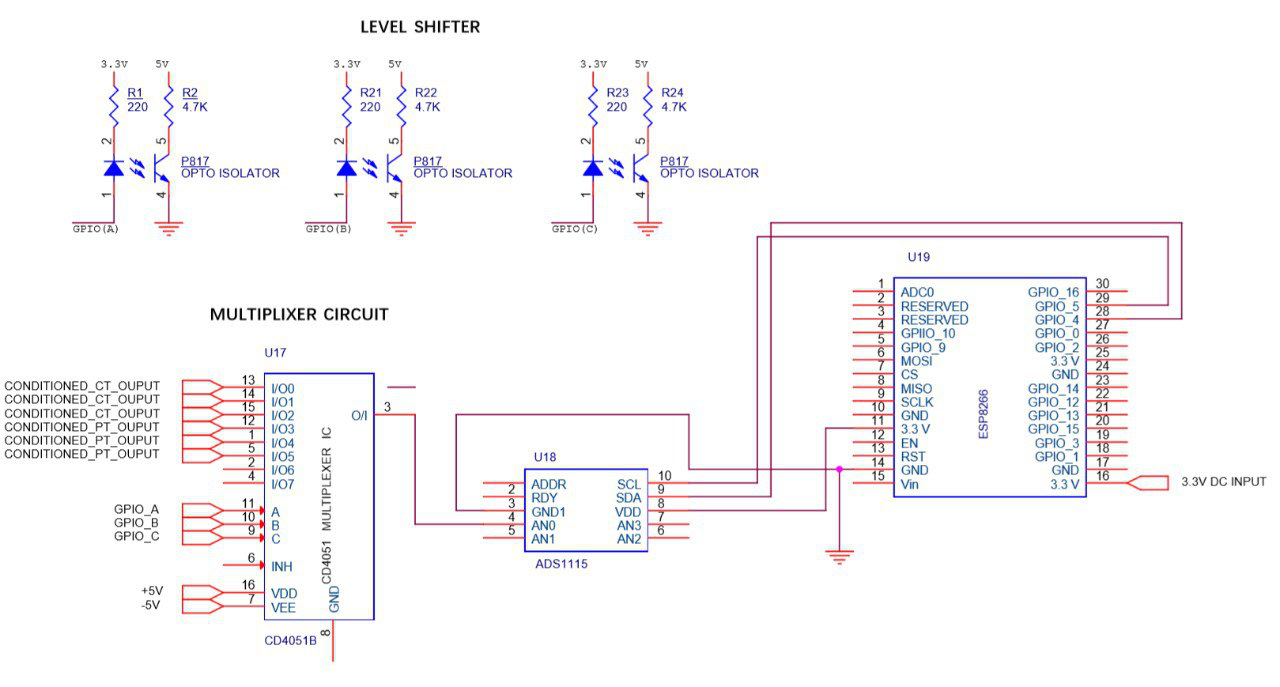 LEVEL SHIFTER
3.3V 5V 3.3V 5V 3.3V 5V
R1 R2 R21 R22 R23 R24
220 4.7K 220 4.7K 220 4.7K
2 5 2 5 2 5
P817 P817 P817
OPTO ISOLATOR OPTO ISOLATOR OPTO ISOLATOR
1 4 1 4 1 4
GPIO(A) GPIO(B) GPIO(C)
MULTIPLIXER CIRCUIT
U17
CONDITIONED_CT_OUPUT 13 I/O0
CONDITIONED_CT_OUPUT 14 I/O1
CONDITIONED_CT_OUPUT 15 I/O2 O/I 3
CONDITIONED_PT_OUPUT 12 I/O3
CONDITIONED_PT_OUPUT 1 I/O4
CONDITIONED_PT_OUPUT 5 I/O5
2 I/O6
4 I/O7
GPIO_A 11 A
GPIO_B 10 B
GPIO_C 9 C
6 INH
+5V 16 VDD
-5V 7 VEE
CD4051 MULTIPLEXER IC
GND
8
CD4051B
U18
ADDR SCL 10
2 RDY SDA 9
3 GND1 VDD 8
4 AN0 AN3 7
5 AN1 AN2 6
ADS1115
U19
1 ADC0 GPIO_16 30
2 RESERVED GPIO_5 29
3 RESERVED GPIO_4 28
4 GPIIO_10 GPIO_0 27
5 GPIO_9 GPIO_2 26
6 MOSI 3.3 V 25
7 CS GND 24
8 MISO GPIO_14 23
9 SCLK GPIO_12 22
10 GND GPIO_13 21
11 3.3 V GPIO_15 20
12 EN GPIO_3 19
13 RST GPIO_1 18
14 GND GND 17
15 Vin 3.3 V 16
ESP8266
3.3V DC INPUT